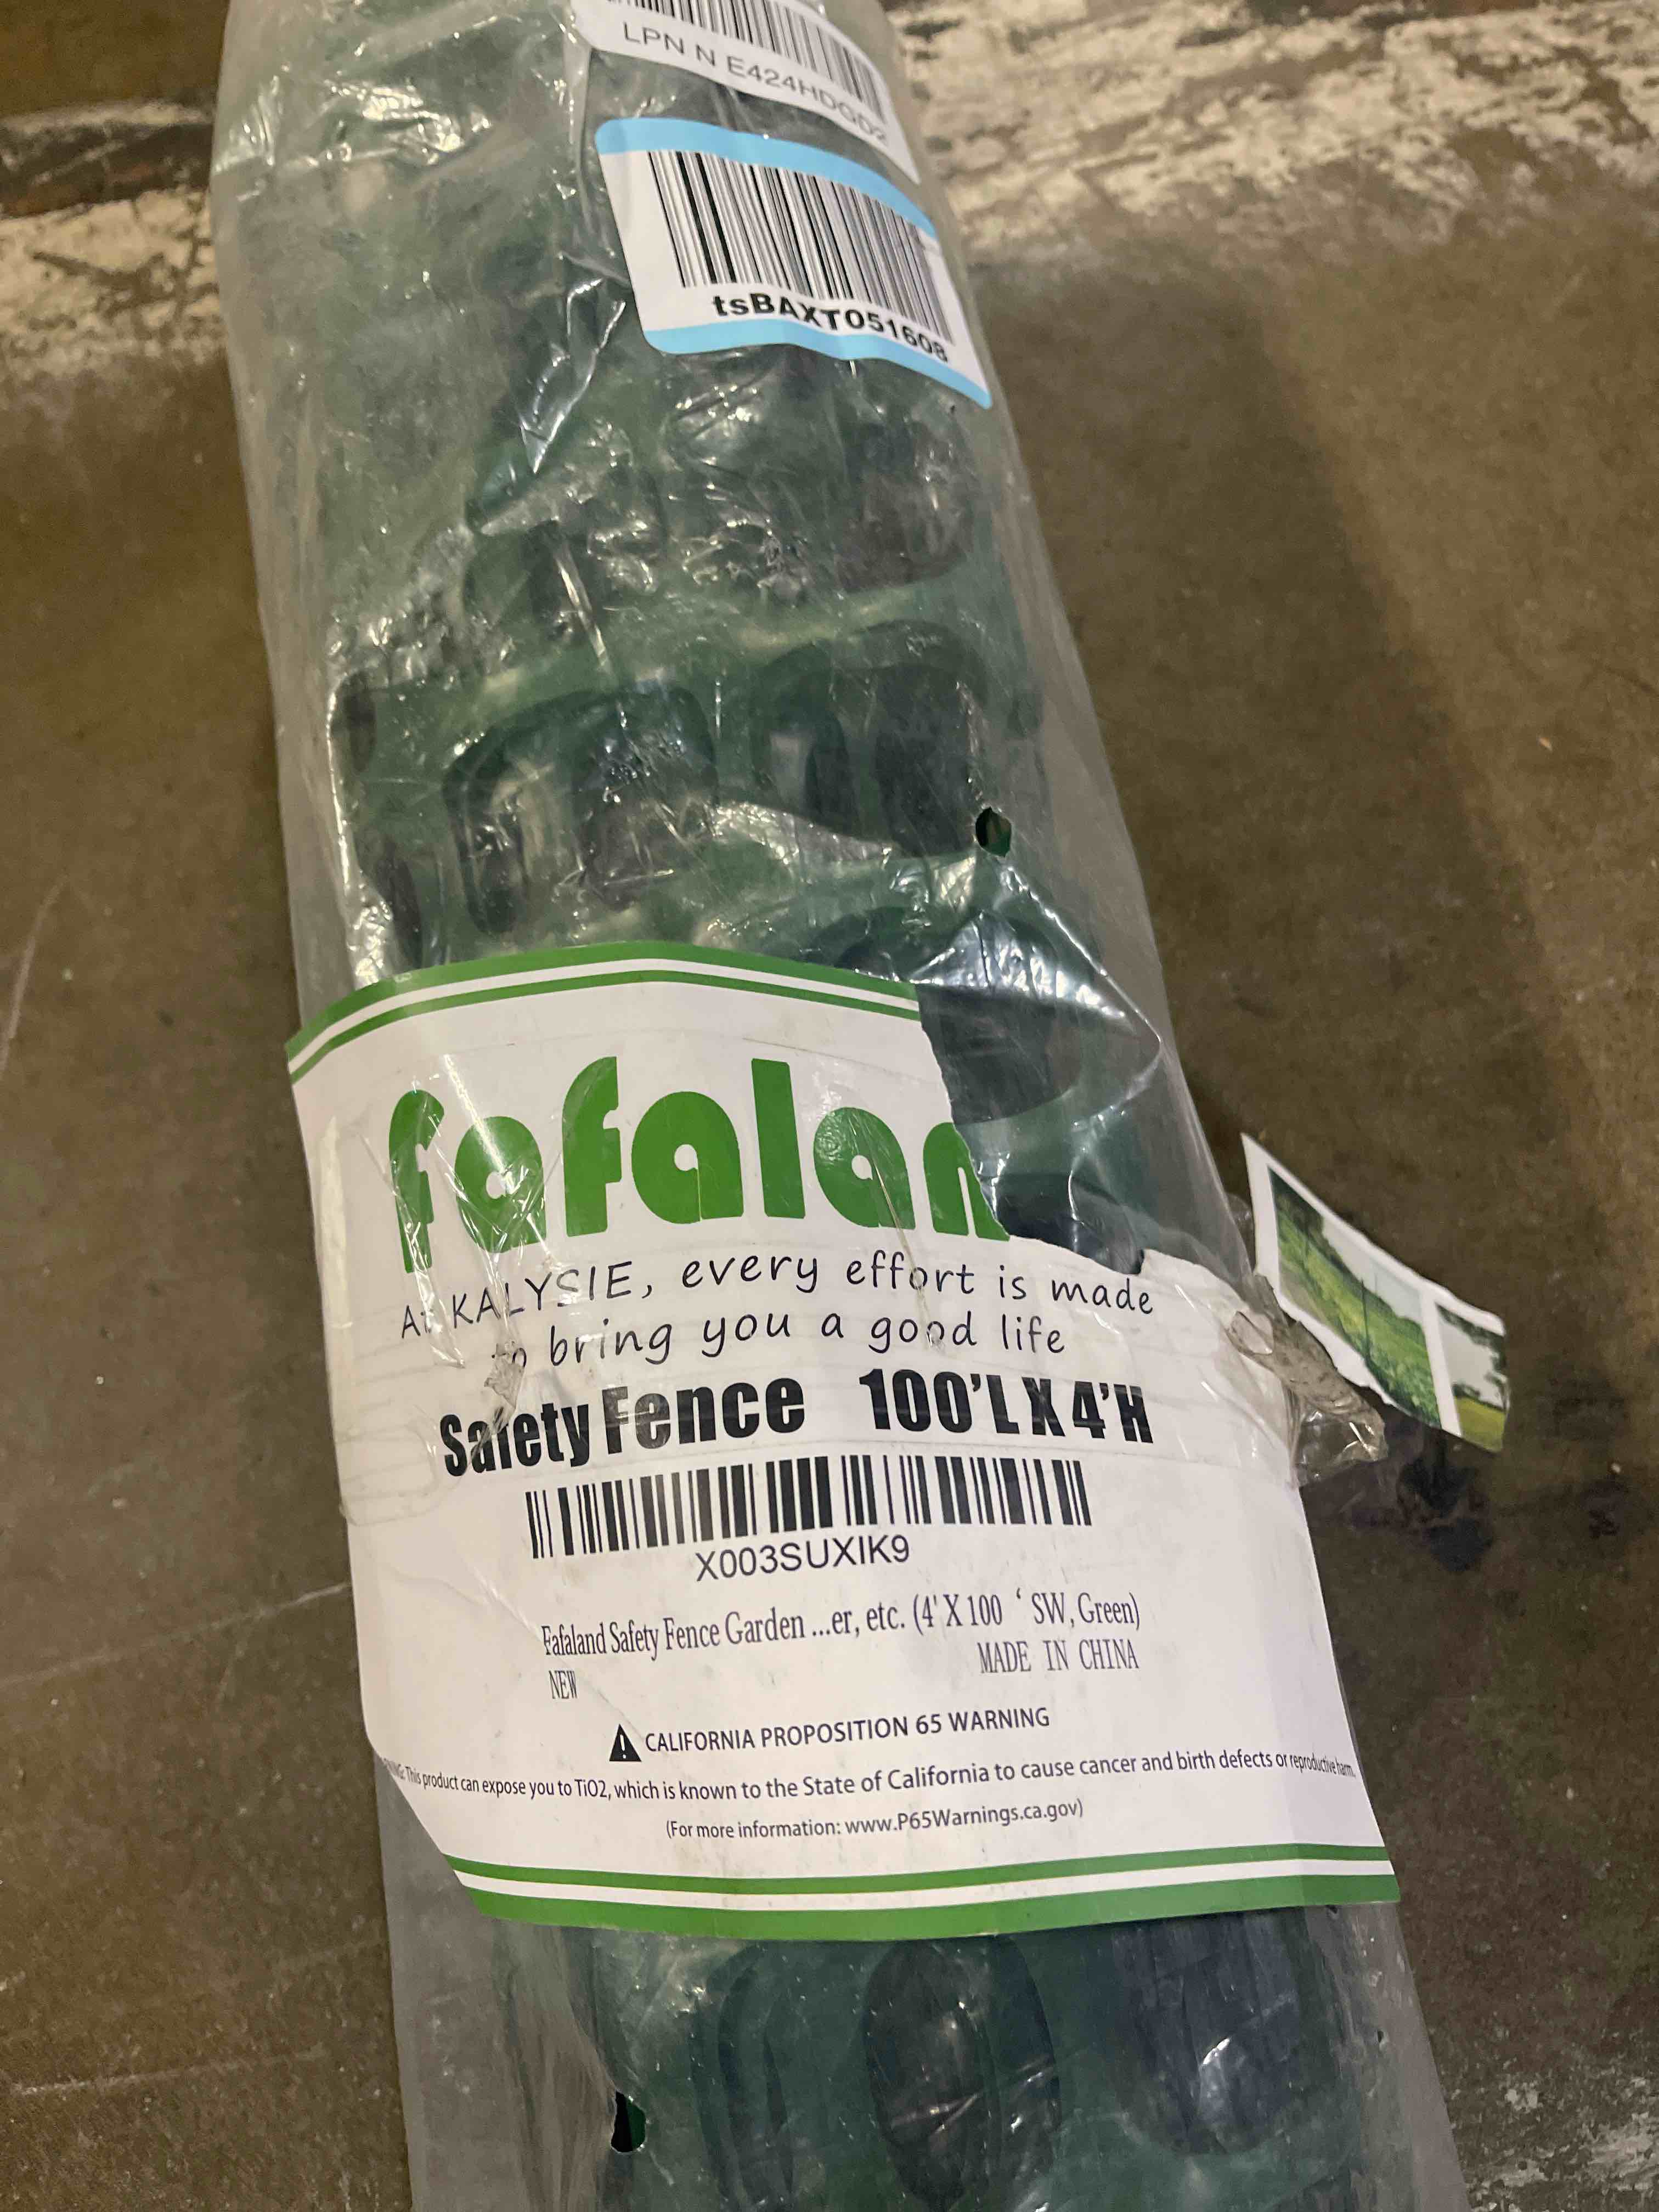 LPN N E424HDGD2
tsBAXT051608
fafalan
At KALYSIE, every effort is made
to bring you a good life
Safety Fence 100'L X 4'H
X003SUXIK9
Fafaland Safety Fence Garden ...er, etc. (4' X 100 ‘ SW, Green)
NEW
MADE IN CHINA
CALIFORNIA PROPOSITION 65 WARNING
This product can expose you to TiO2, which is known to the State of California to cause cancer and birth defects or reproductive harm.
(For more information: www.P65Warnings.ca.gov)